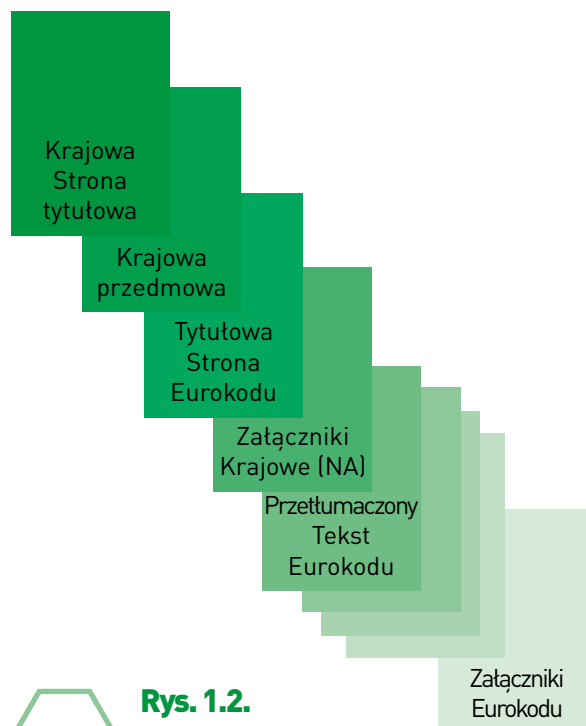 Krajowa
Strona
tytułowa
Krajowa
przedmowa
Tytułowa
Strona
Eurokodu
Załączniki
Krajowe (NA)
Przetłumaczony
Tekst
Eurokodu
Załączniki
Eurokodu
Rys. 1.2.